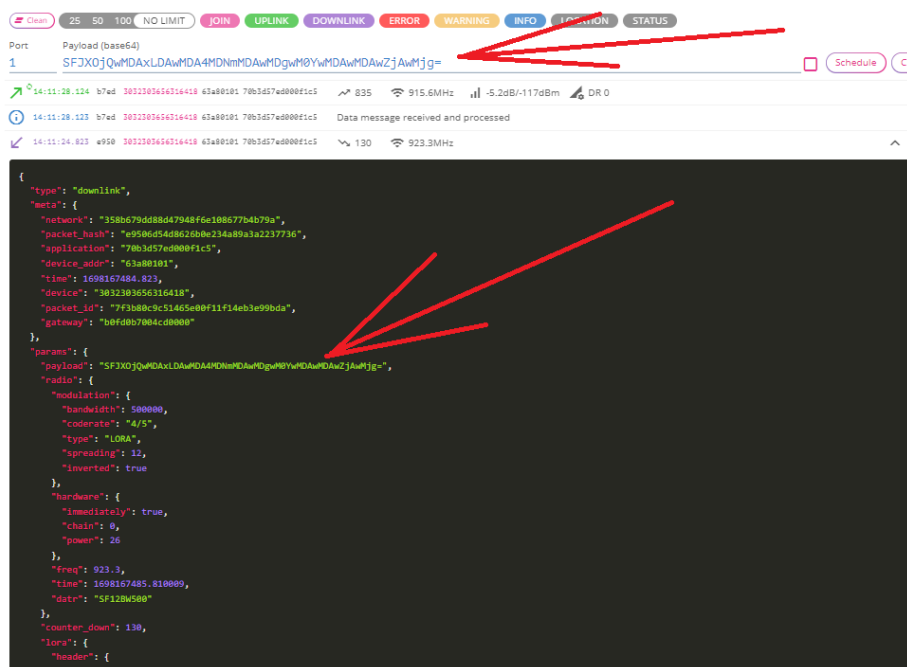 Clean 25 50 100 NO LIMIT JOIN UPLINK DOWNLINK ERROR WARNING INFO LOCATION STATUS
Port Payload (base64)
1 SFJXOjQwMDAxLDAwMDA4MDNmMDAwMDgwM0YwMDAwMDAwZjAwMjg= Schedule C
14:11:28.124 b7ed 3032303656316418 63a80101 70b3d57ed000f1c5 835 915.6MHz -5.2dB/-117dBm DR 0
14:11:28.123 b7ed 3032303656316418 63a80101 70b3d57ed000f1c5 Data message received and processed
14:11:24.823 e950 3032303656316418 63a80101 70b3d57ed000f1c5 130 923.3MHz
{
"type": "downlink",
"meta": {
"network": "358b679dd88d47948f6e108677b4b79a",
"packet_hash": "e9506d54d8626b0e234a89a3a2237736",
"application": "70b3d57ed000f1c5",
"device_addr": "63a80101",
"time": 1698167484.823,
"device": "3032303656316418",
"packet_id": "7f3b80c9c51465e00f11f14eb3e99bda",
"gateway": "b0fd0b7004cd0000"
},
"params": {
"payload": "SFJXOjQwMDAxLDAwMDA4MDNmMDAwMDgwM0YwMDAwMDAwZjAwMjg=",
"radio": {
"modulation": {
"bandwidth": 500000,
"coderate": "4/5",
"type": "LORA",
"spreading": 12,
"inverted": true
},
"hardware": {
"immediately": true,
"chain": 0,
"power": 26
},
"freq": 923.3,
"time": 1698167485.810009,
"datr": "SF12BW500"
},
"counter_down": 130,
"lora": {
"header": {